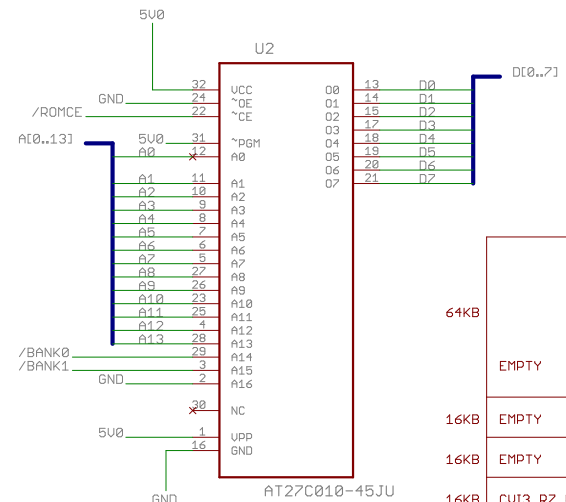 5V0
U2
D[0..7]
32 VCC O0 13 D0
GND 24 ~OE O1 14 D1
/ROMCE 22 ~CE O2 15 D2
O3 17 D3
A[0..13] 5V0 31 ~PGM O4 18 D4
A0 12 A0 O5 19 D5
O6 20 D6
A1 11 A1 O7 21 D7
A2 10 A2
A3 9 A3
A4 8 A4
A5 7 A5
A6 6 A6
A7 5 A7
A8 27 A8
A9 26 A9
A10 23 A10
A11 25 A11
64KB
A12 4 A12
A13 28 A13
/BANK0 29 A14
/BANK1 3 A15
EMPTY
GND 2 A16
30 NC
16KB EMPTY
5V0 1 VPP
16 GND
16KB EMPTY
AT27C010-45JU
GND
16KB CVI3 RZ